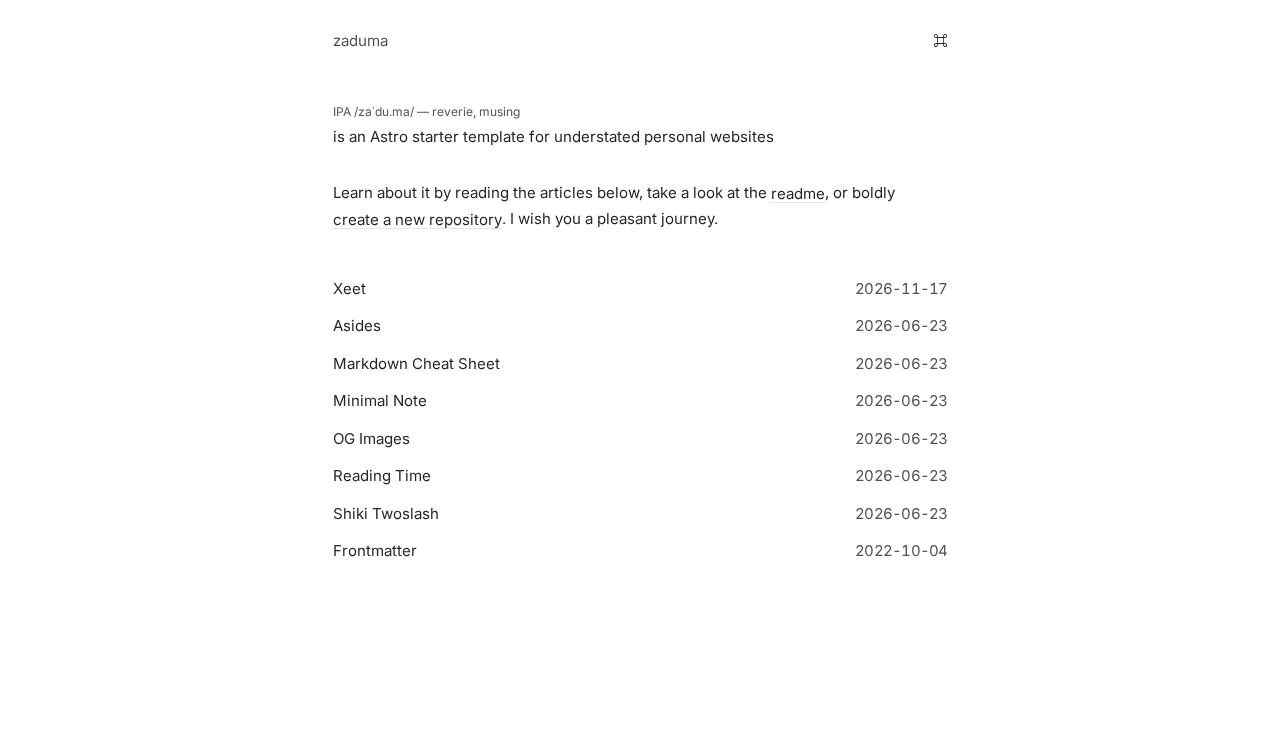 zaduma
⌘
IPA /zaˈdu.ma/ — reverie, musing
is an Astro starter template for understated personal websites
Learn about it by reading the articles below, take a look at the readme, or boldly
create a new repository. I wish you a pleasant journey.
Xeet 2026-11-17
Asides 2026-06-23
Markdown Cheat Sheet 2026-06-23
Minimal Note 2026-06-23
OG Images 2026-06-23
Reading Time 2026-06-23
Shiki Twoslash 2026-06-23
Frontmatter 2022-10-04